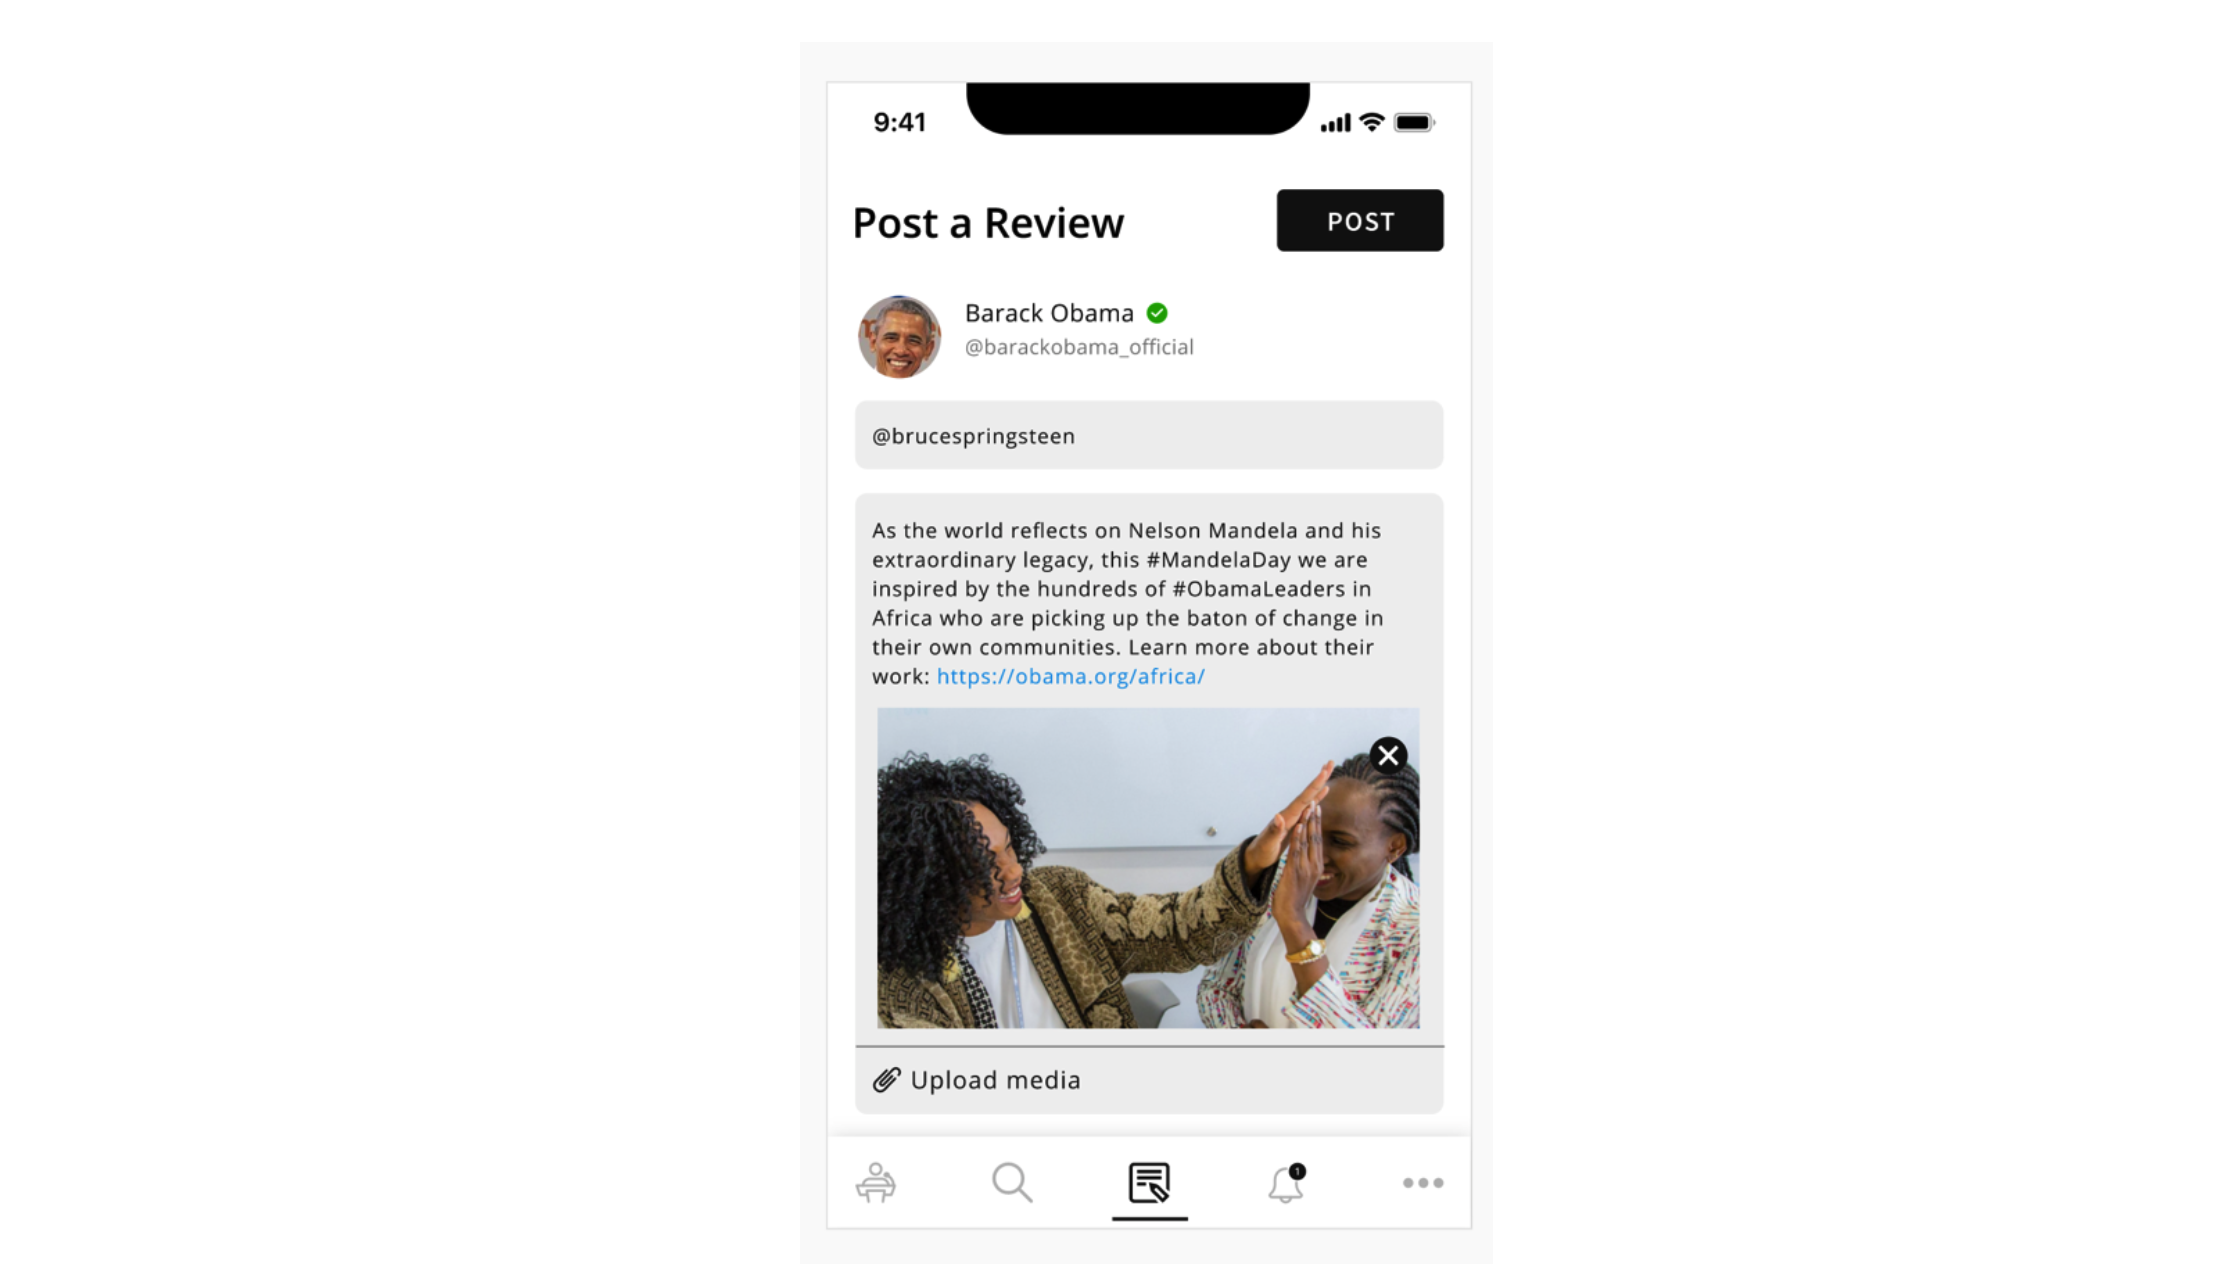 9:41
Post a Review
POST
Barack Obama
@barackobama_official
@brucespringsteen
As the world reflects on Nelson Mandela and his
extraordinary legacy, this #MandelaDay we are
inspired by the hundreds of #ObamaLeaders in
Africa who are picking up the baton of change in
their own communities. Learn more about their
work: https://obama.org/africa/
Upload media
1